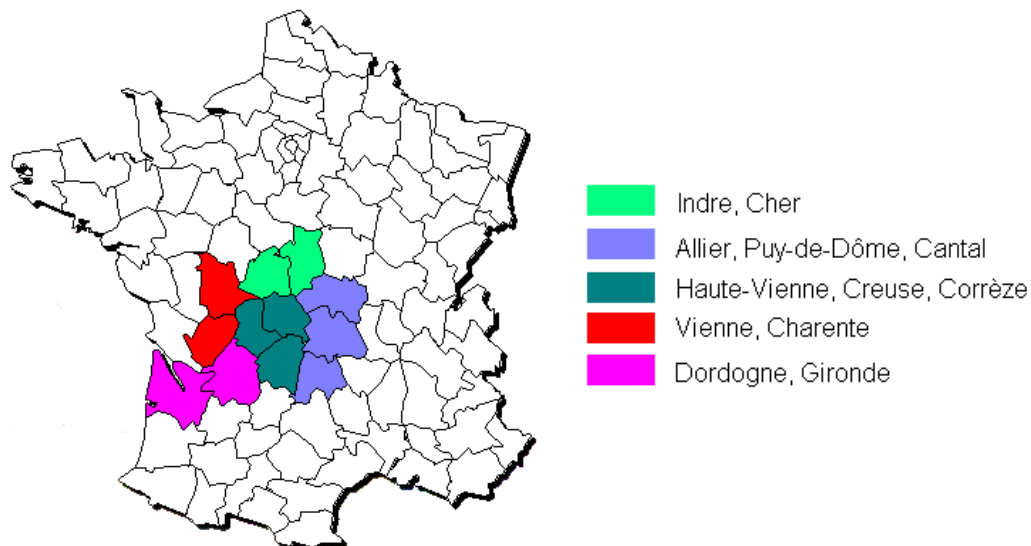 Indre, Cher
Allier, Puy-de-Dôme, Cantal
Haute-Vienne, Creuse, Corrèze
Vienne, Charente
Dordogne, Gironde